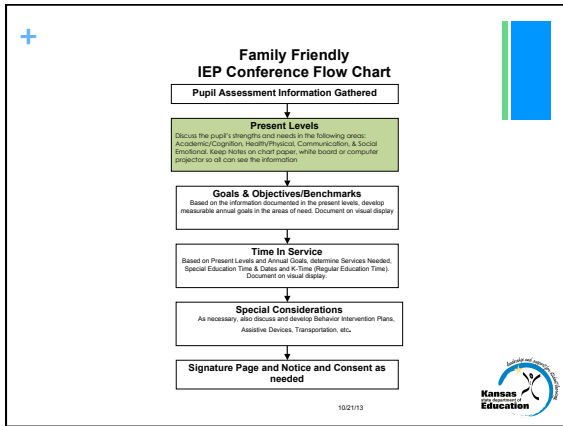 +
Family Friendly
IEP Conference Flow Chart
Pupil Assessment Information Gathered
Present Levels
Discuss the pupil's strengths and needs in the following areas:
Academic/Cognition, Health/Physical, Communication, & Social
Emotional. Keep Notes on chart paper, white board or computer
projector so all can see the information
Goals & Objectives/Benchmarks
Based on the information documented in the present levels, develop
measurable annual goals in the areas of need. Document on visual display
Time In Service
Based on Present Levels and Annual Goals, determine Services Needed,
Special Education Time & Dates and K-Time (Regular Education Time).
Document on visual display.
Special Considerations
As necessary, also discuss and develop Behavior Intervention Plans,
Assistive Devices, Transportation, etc.
Signature Page and Notice and Consent as
needed
10/21/13
leadership and support for student learning
Kansas
state department of
Education